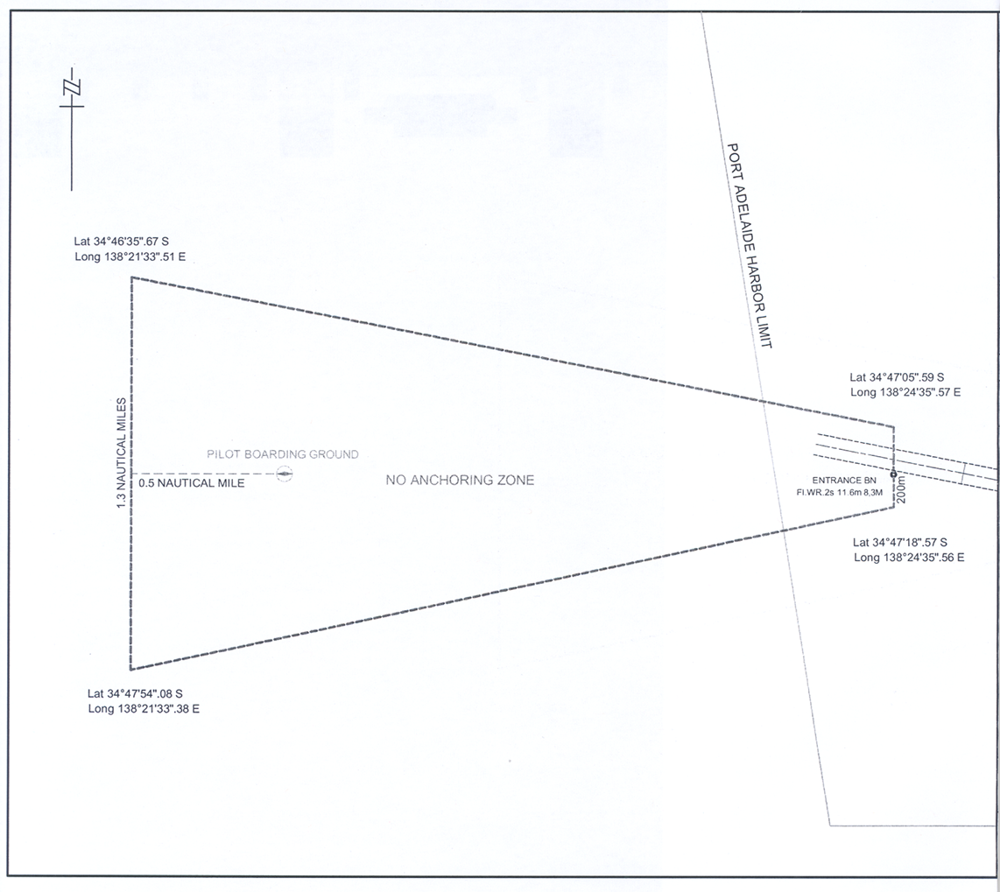 PORT ADELAIDE HARBOR LIMIT
Lat 34°46'35".67 S
Long 138°21'33".51 E
Lat 34°47'05".59 S
Long 138°24'35".57 E
1.3 NAUTICAL MILES
PILOT BOARDING GROUND
0.5 NAUTICAL MILE
NO ANCHORING ZONE
ENTRANCE BN
Fl.WR.2s 11.6m 8,3M
200m
Lat 34°47'18".57 S
Long 138°24'35".56 E
Lat 34°47'54".08 S
Long 138°21'33".38 E